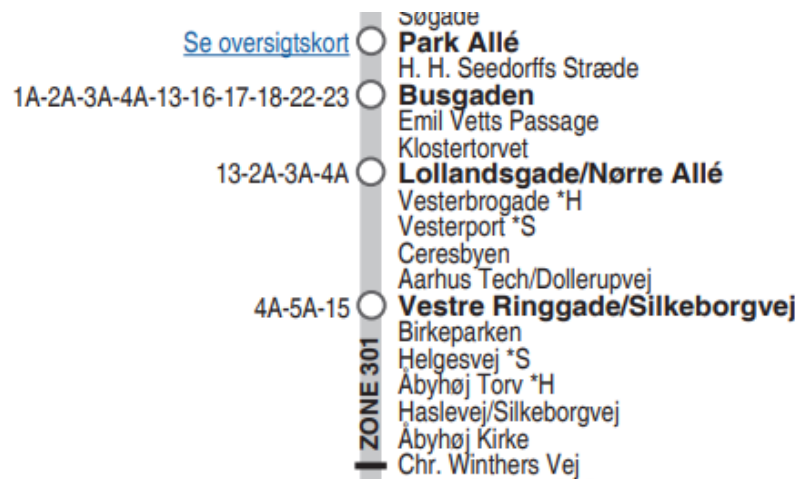 Søgade
Se oversigtskort Park Allé
H. H. Seedorffs Stræde
1A-2A-3A-4A-13-16-17-18-22-23 Busgaden
Emil Vetts Passage
Klostertorvet
13-2A-3A-4A Lollandsgade/Nørre Allé
Vesterbrogade *H
Vesterport *S
Ceresbyen
Aarhus Tech/Dollerupvej
4A-5A-15 Vestre Ringgade/Silkeborgvej
Birkeparken
Helgesvej *S
Åbyhøj Torv *H
Haslevej/Silkeborgvej
Åbyhøj Kirke
Chr. Winthers Vej
ZONE 301